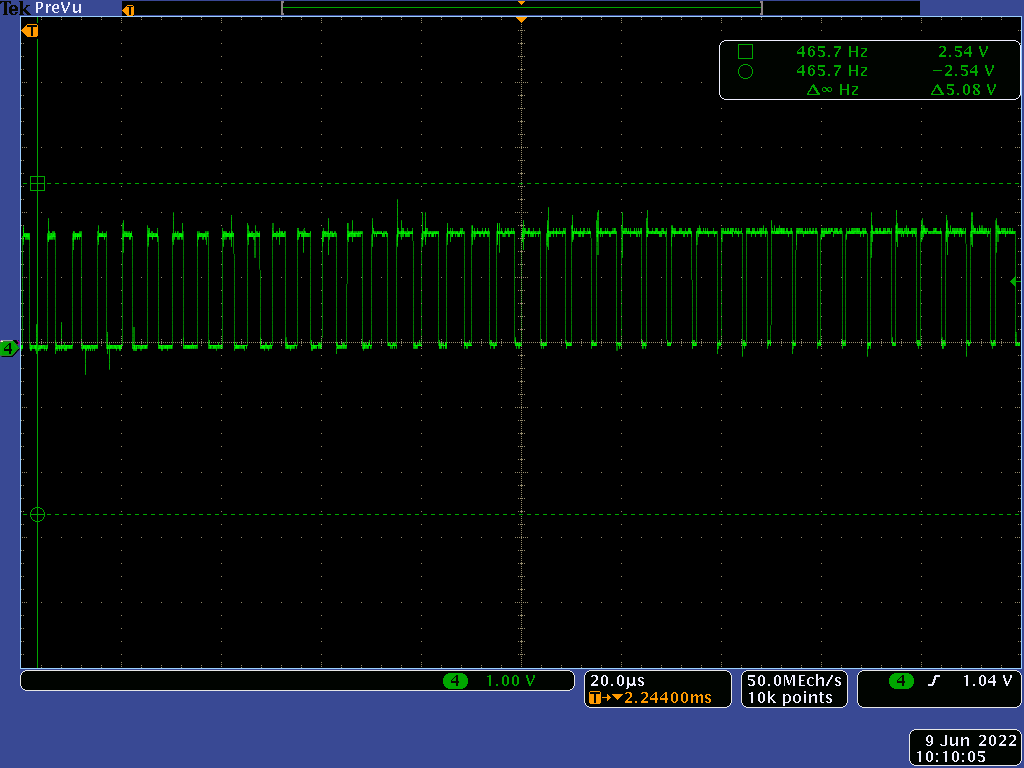 Tek PreVu
T
T
465.7 Hz 2.54 V
465.7 Hz −2.54 V
Δ∞ Hz Δ5.08 V
4
4 1.00 V
20.0µs
T→▼2.24400ms
50.0MEch/s
10k points
4 1.04 V
9 Jun 2022
10:10:05